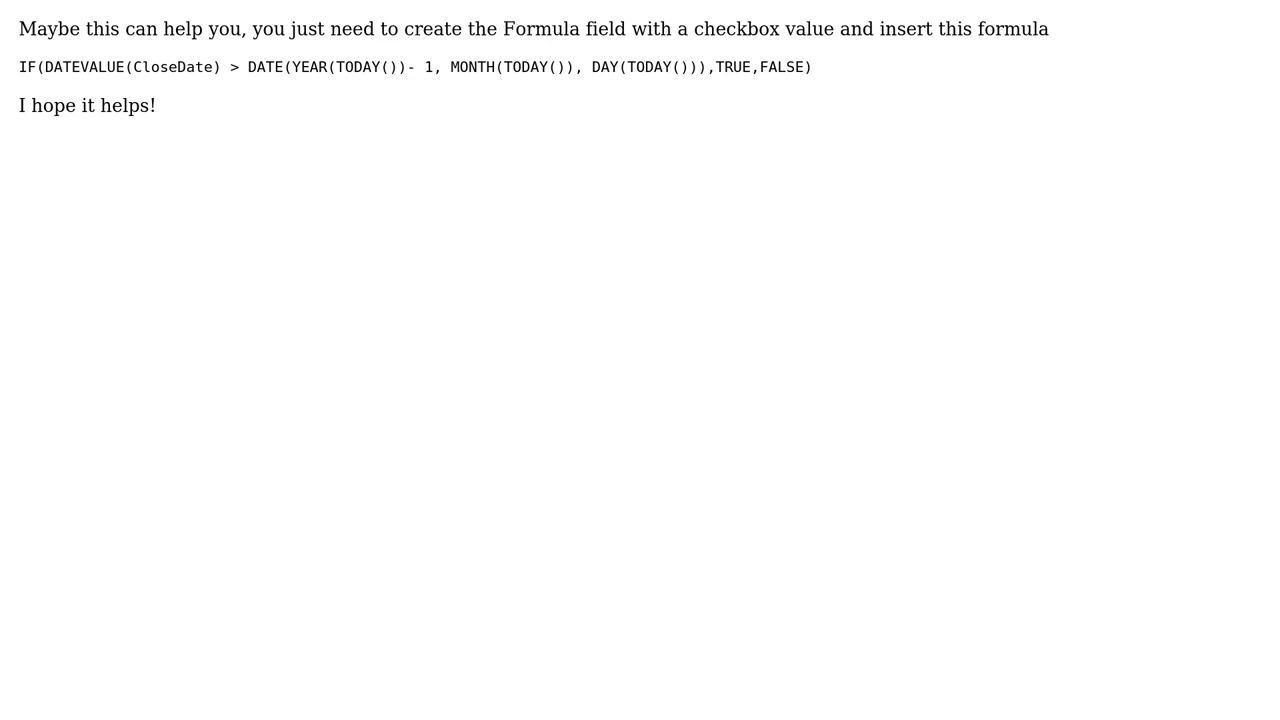 Maybe this can help you, you just need to create the Formula field with a checkbox value and insert this formula
IF(DATEVALUE(CloseDate) > DATE(YEAR(TODAY())- 1, MONTH(TODAY()), DAY(TODAY())),TRUE,FALSE)
I hope it helps!